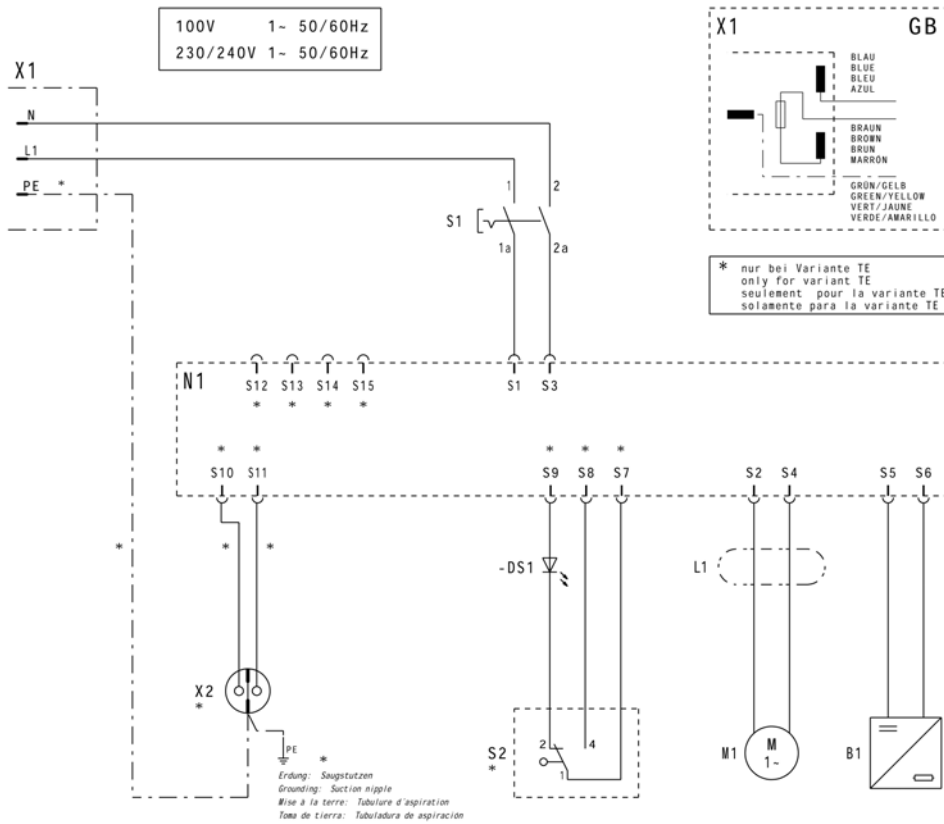 100V 1~ 50/60Hz
230/240V 1~ 50/60Hz
X1
N
L1
PE *
X1 GB
BLAU
BLUE
BLEU
AZUL
BRAUN
BROWN
BRUN
MARRÓN
GRÜN/GELB
GREEN/YELLOW
VERT/JAUNE
VERDE/AMARILLO
1 2
S1
1a 2a
* nur bei Variante TE
only for variant TE
seulement pour la variante TE
solamente para la variante TE
N1
S12 S13 S14 S15 S1 S3
* * * *
* * * * *
S10 S11 S9 S8 S7 S2 S4 S5 S6
* * *
-DS1
L1
X2
*
PE
*
Erdung: Saugstutzen
Grounding: Suction nipple
Mise à la terre: Tubulure d'aspiration
Toma de tierra: Tubuladura de aspiración
S2
*
2 4
1
M1
M
1~
B1